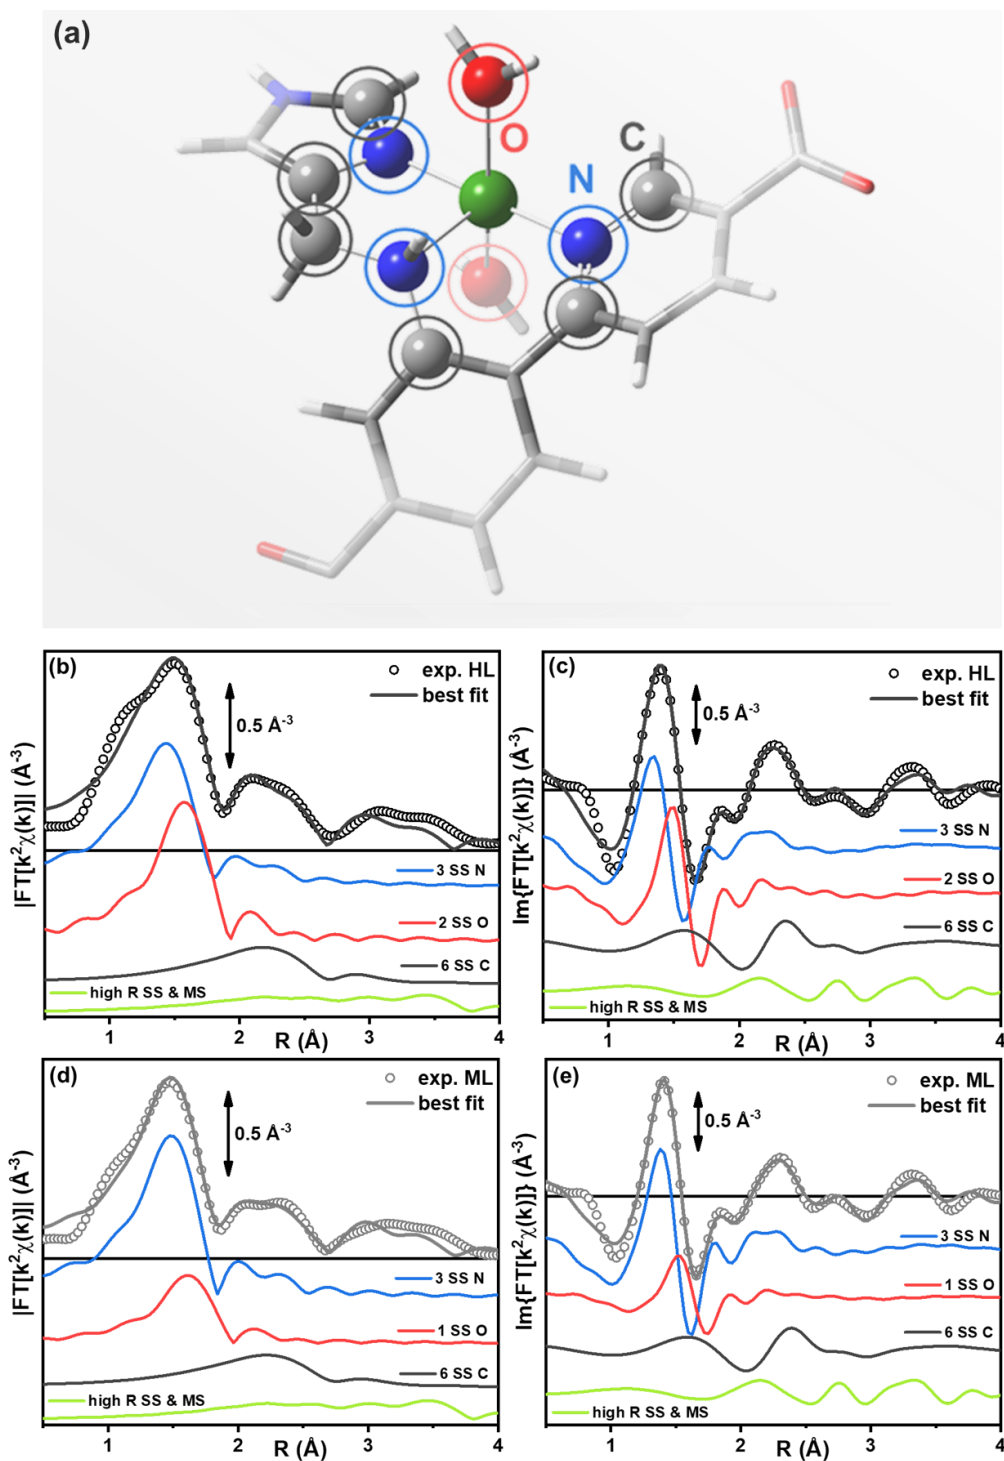 (a)
O
C
N
(b)
exp. HL
best fit
0.5 Å⁻³
3 SS N
2 SS O
6 SS C
high R SS & MS
|FT[k²χ(k)]| (Å⁻³)
1 2 3 4
R (Å)
(c)
exp. HL
best fit
0.5 Å⁻³
3 SS N
2 SS O
6 SS C
high R SS & MS
Im{FT[k²χ(k)]} (Å⁻³)
1 2 3 4
R (Å)
(d)
exp. ML
best fit
0.5 Å⁻³
3 SS N
1 SS O
6 SS C
high R SS & MS
|FT[k²χ(k)]| (Å⁻³)
1 2 3 4
R (Å)
(e)
exp. ML
best fit
0.5 Å⁻³
3 SS N
1 SS O
6 SS C
high R SS & MS
Im{FT[k²χ(k)]} (Å⁻³)
1 2 3 4
R (Å)